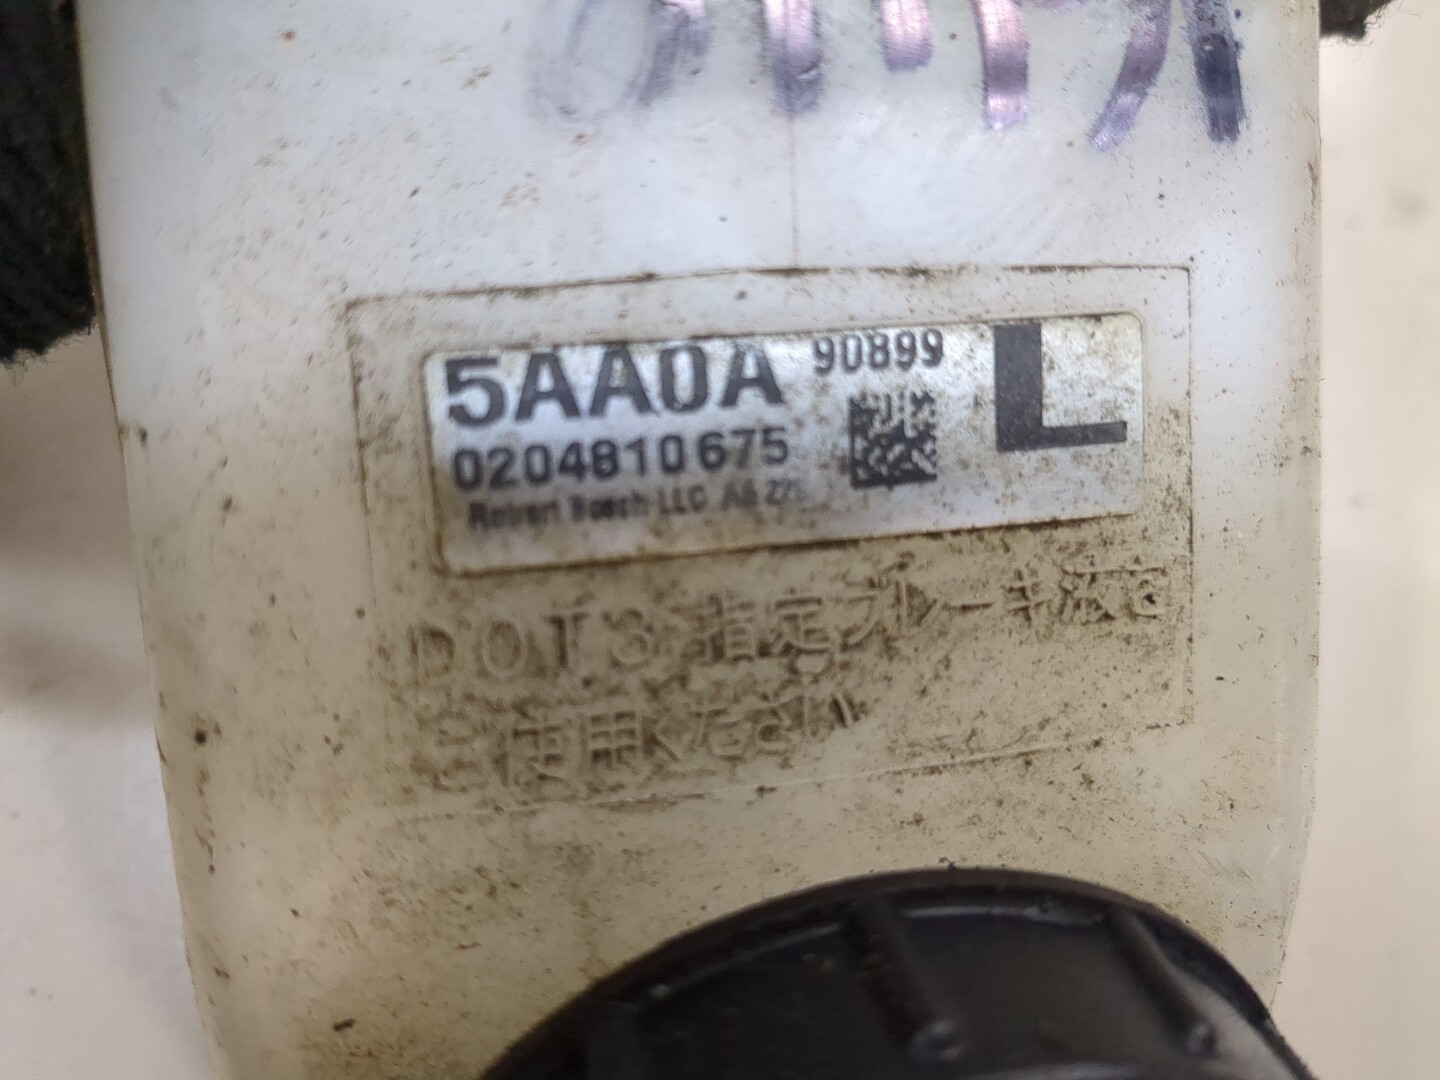 5AA0A 90899 L
0204810675
Robert Bosch LLC
DOT3 指定ブレーキ液を
ご使用ください